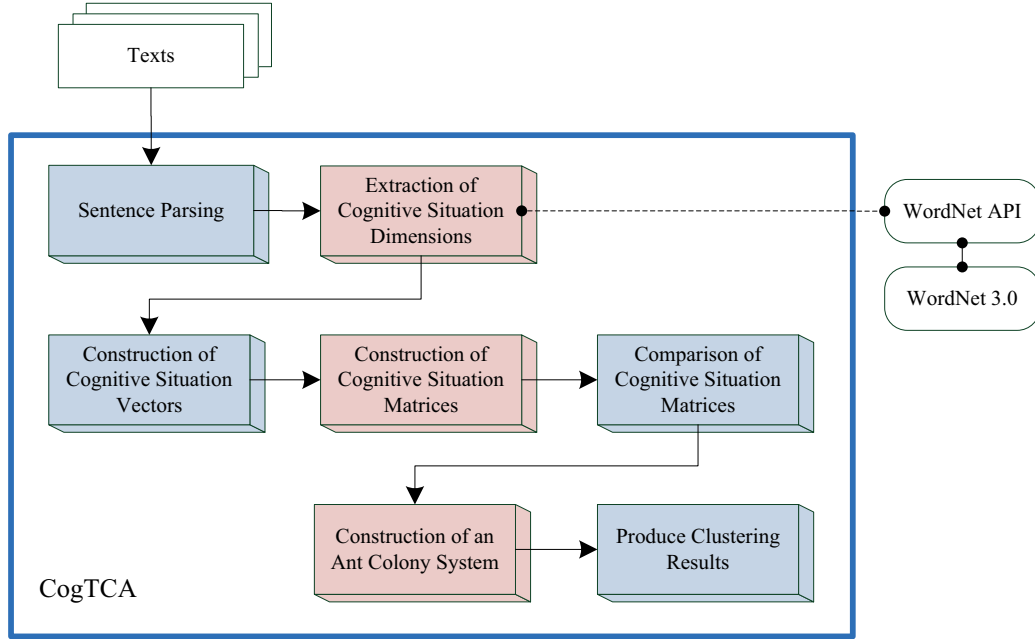 Texts
Sentence Parsing
Extraction of
Cognitive Situation
Dimensions
WordNet API
WordNet 3.0
Construction of
Cognitive Situation
Vectors
Construction of
Cognitive Situation
Matrices
Comparison of
Cognitive Situation
Matrices
Construction of an
Ant Colony System
Produce Clustering
Results
CogTCA